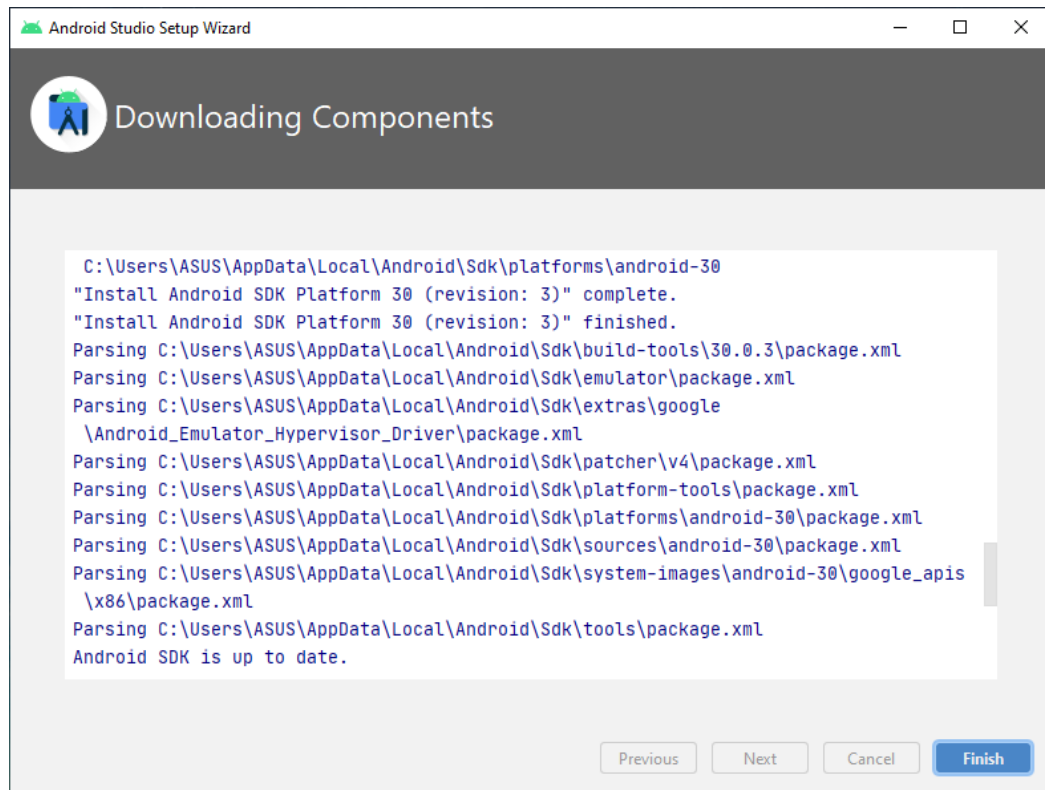 Android Studio Setup Wizard
Downloading Components
C:\Users\ASUS\AppData\Local\Android\Sdk\platforms\android-30
"Install Android SDK Platform 30 (revision: 3)" complete.
"Install Android SDK Platform 30 (revision: 3)" finished.
Parsing C:\Users\ASUS\AppData\Local\Android\Sdk\build-tools\30.0.3\package.xml
Parsing C:\Users\ASUS\AppData\Local\Android\Sdk\emulator\package.xml
Parsing C:\Users\ASUS\AppData\Local\Android\Sdk\extras\google
\Android_Emulator_Hypervisor_Driver\package.xml
Parsing C:\Users\ASUS\AppData\Local\Android\Sdk\patcher\v4\package.xml
Parsing C:\Users\ASUS\AppData\Local\Android\Sdk\platform-tools\package.xml
Parsing C:\Users\ASUS\AppData\Local\Android\Sdk\platforms\android-30\package.xml
Parsing C:\Users\ASUS\AppData\Local\Android\Sdk\sources\android-30\package.xml
Parsing C:\Users\ASUS\AppData\Local\Android\Sdk\system-images\android-30\google_apis
\x86\package.xml
Parsing C:\Users\ASUS\AppData\Local\Android\Sdk\tools\package.xml
Android SDK is up to date.
Previous Next Cancel Finish